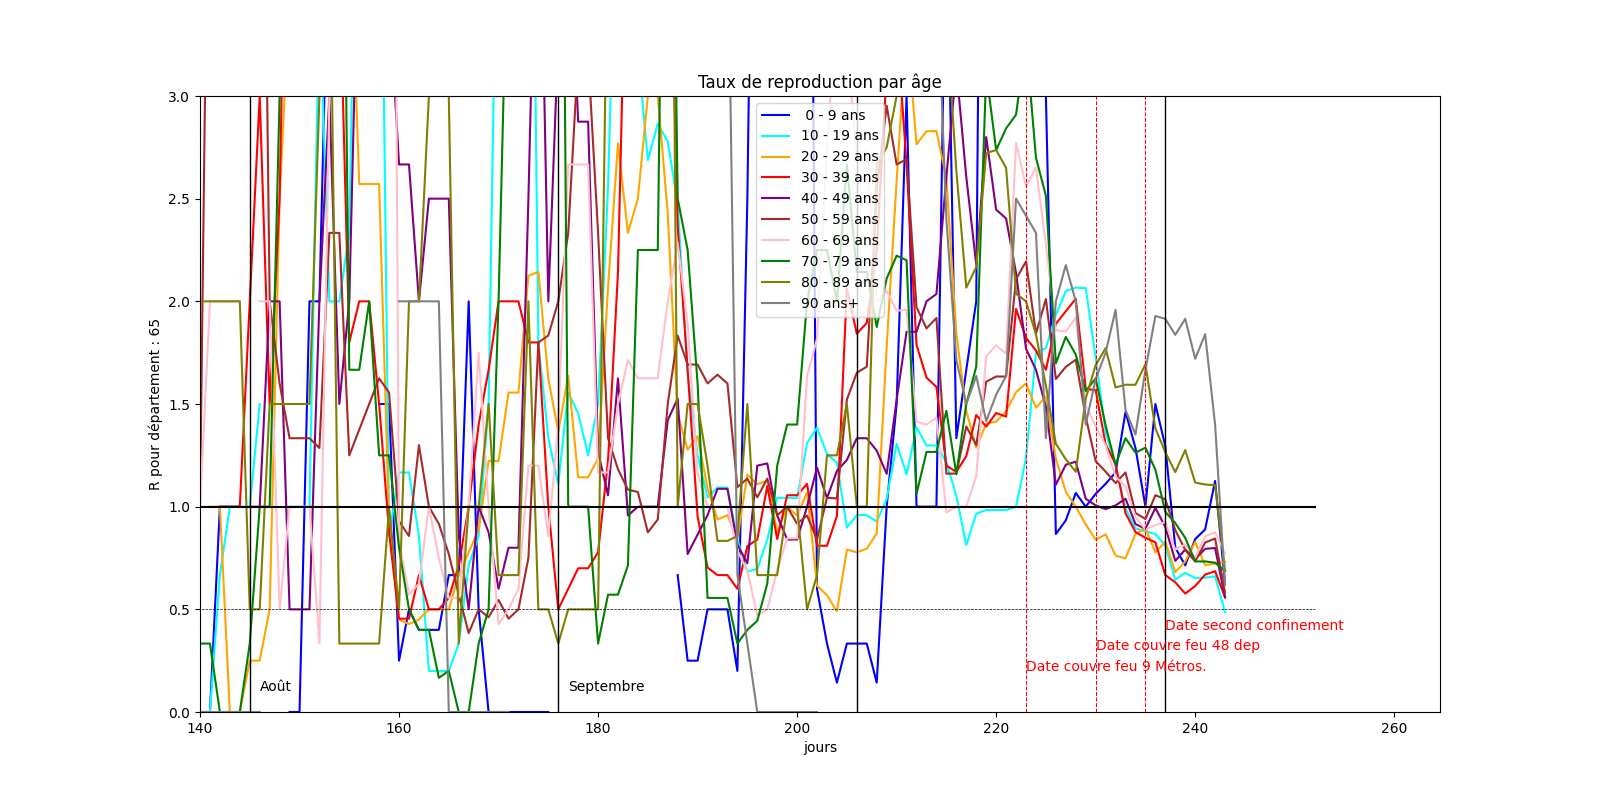 Taux de reproduction par âge
R pour département : 65
3.0
2.5
2.0
1.5
1.0
0.5
0.0
0 - 9 ans
10 - 19 ans
20 - 29 ans
30 - 39 ans
40 - 49 ans
50 - 59 ans
60 - 69 ans
70 - 79 ans
80 - 89 ans
90 ans+
Date second confinement
Date couvre feu 48 dep
Date couvre feu 9 Métros.
Août
Septembre
140
160
180
200
220
240
260
jours